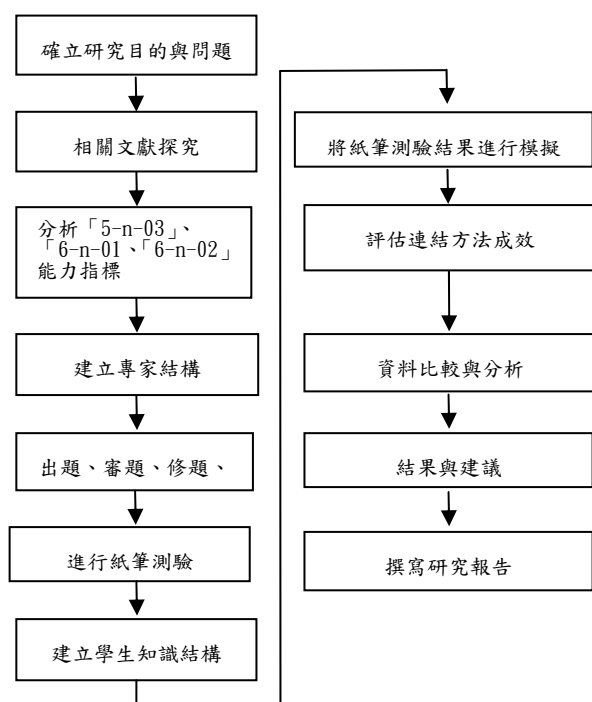 確立研究目的與問題
相關文獻探究
分析「5-n-03」、
「6-n-01、「6-n-02」
能力指標
建立專家結構
出題、審題、修題、
進行紙筆測驗
建立學生知識結構
將紙筆測驗結果進行模擬
評估連結方法成效
資料比較與分析
結果與建議
撰寫研究報告